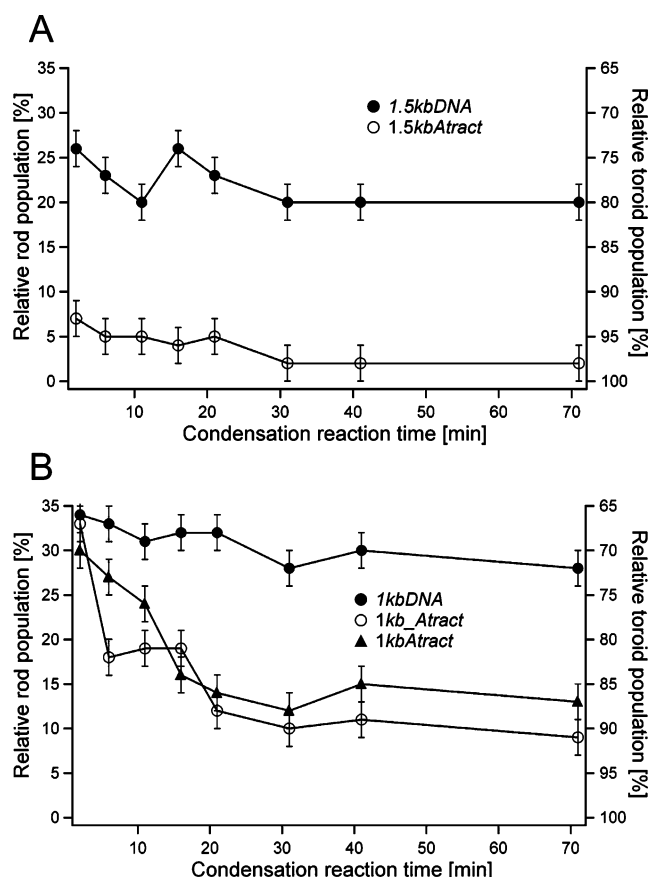 A
35
30
25
20
15
10
5
0
Relative rod population [%]
1.5kbDNA
1.5kbAtract
65
70
75
80
85
90
95
100
Relative toroid population [%]
10 20 30 40 50 60 70
Condensation reaction time [min]
B
35
30
25
20
15
10
5
0
Relative rod population [%]
1kbDNA
1kb_Atract
1kbAtract
65
70
75
80
85
90
95
100
Relative toroid population [%]
10 20 30 40 50 60 70
Condensation reaction time [min]